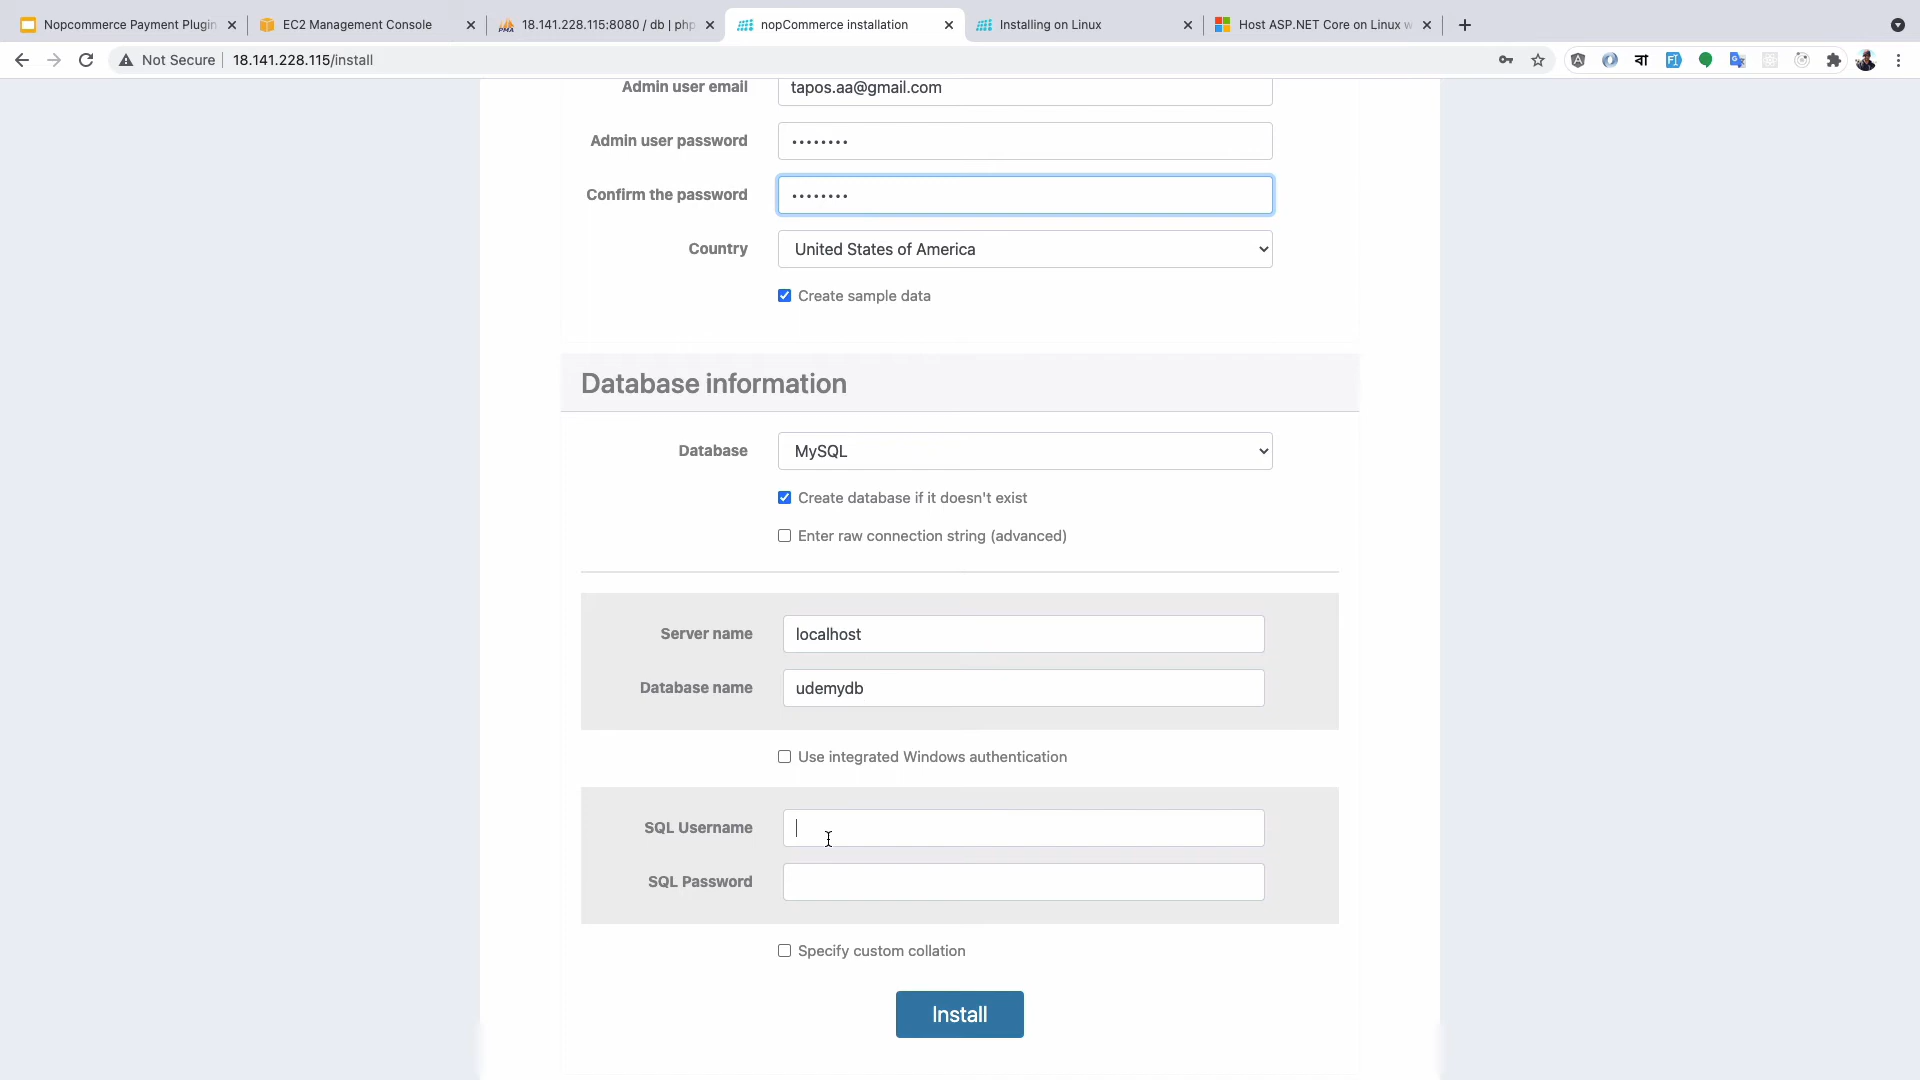 Nopcommerce Payment Plugin
EC2 Management Console
18.141.228.115:8080 / db | php
nopCommerce installation
Installing on Linux
Host ASP.NET Core on Linux w
Not Secure
18.141.228.115/install
Admin user email
tapos.aa@gmail.com
Admin user password
••••••••
Confirm the password
••••••••
Country
United States of America
Create sample data
Database information
Database
MySQL
Create database if it doesn't exist
Enter raw connection string (advanced)
Server name
localhost
Database name
udemydb
Use integrated Windows authentication
SQL Username
SQL Password
Specify custom collation
Install